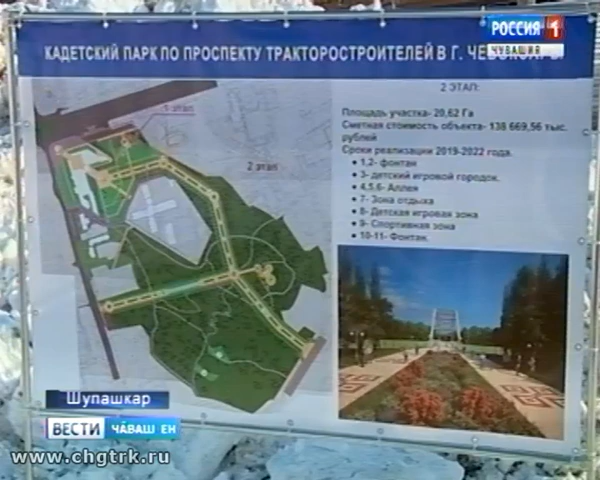 РОССИЯ 1
ЧУВАШИЯ
КАДЕТСКИЙ ПАРК ПО ПРОСПЕКТУ ТРАКТОРОСТРОИТЕЛЕЙ В Г. ЧЕБОКСАРЫ
2 ЭТАП:
1 этап
2 этап
Площадь участка- 20,62 Га
Сметная стоимость объекта- 138 669,56 тыс.
рублей
Сроки реализации 2019-2022 года.
• 1,2- фонтан
• 3- детский игровой городок.
• 4,5,6- Аллея
• 7- Зона отдыха
• 8- Детская игровая зона
• 9- Спортивная зона
• 10-11- Фонтан.
Шупашкар
ВЕСТИ ЧӐВАШ ЕН
www.chgtrk.ru